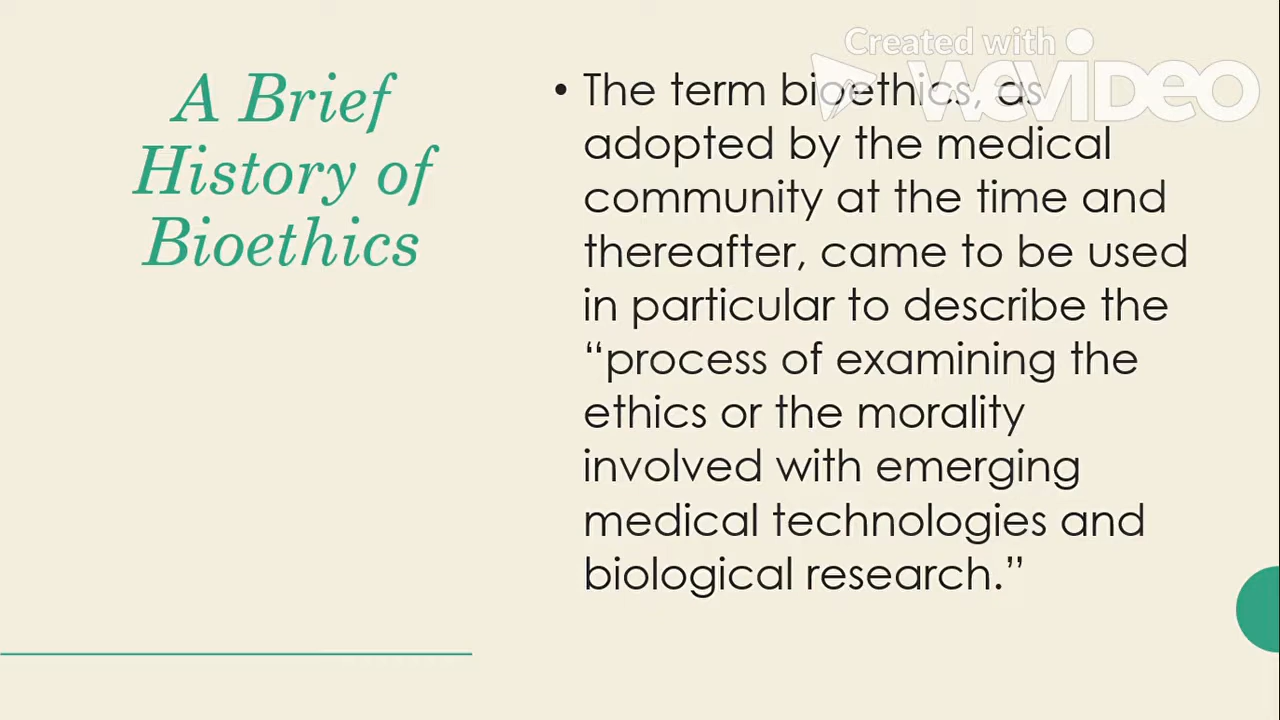 A Brief
History of
Bioethics
Created with
WeVideo
• The term bioethics, as
adopted by the medical
community at the time and
thereafter, came to be used
in particular to describe the
“process of examining the
ethics or the morality
involved with emerging
medical technologies and
biological research.”